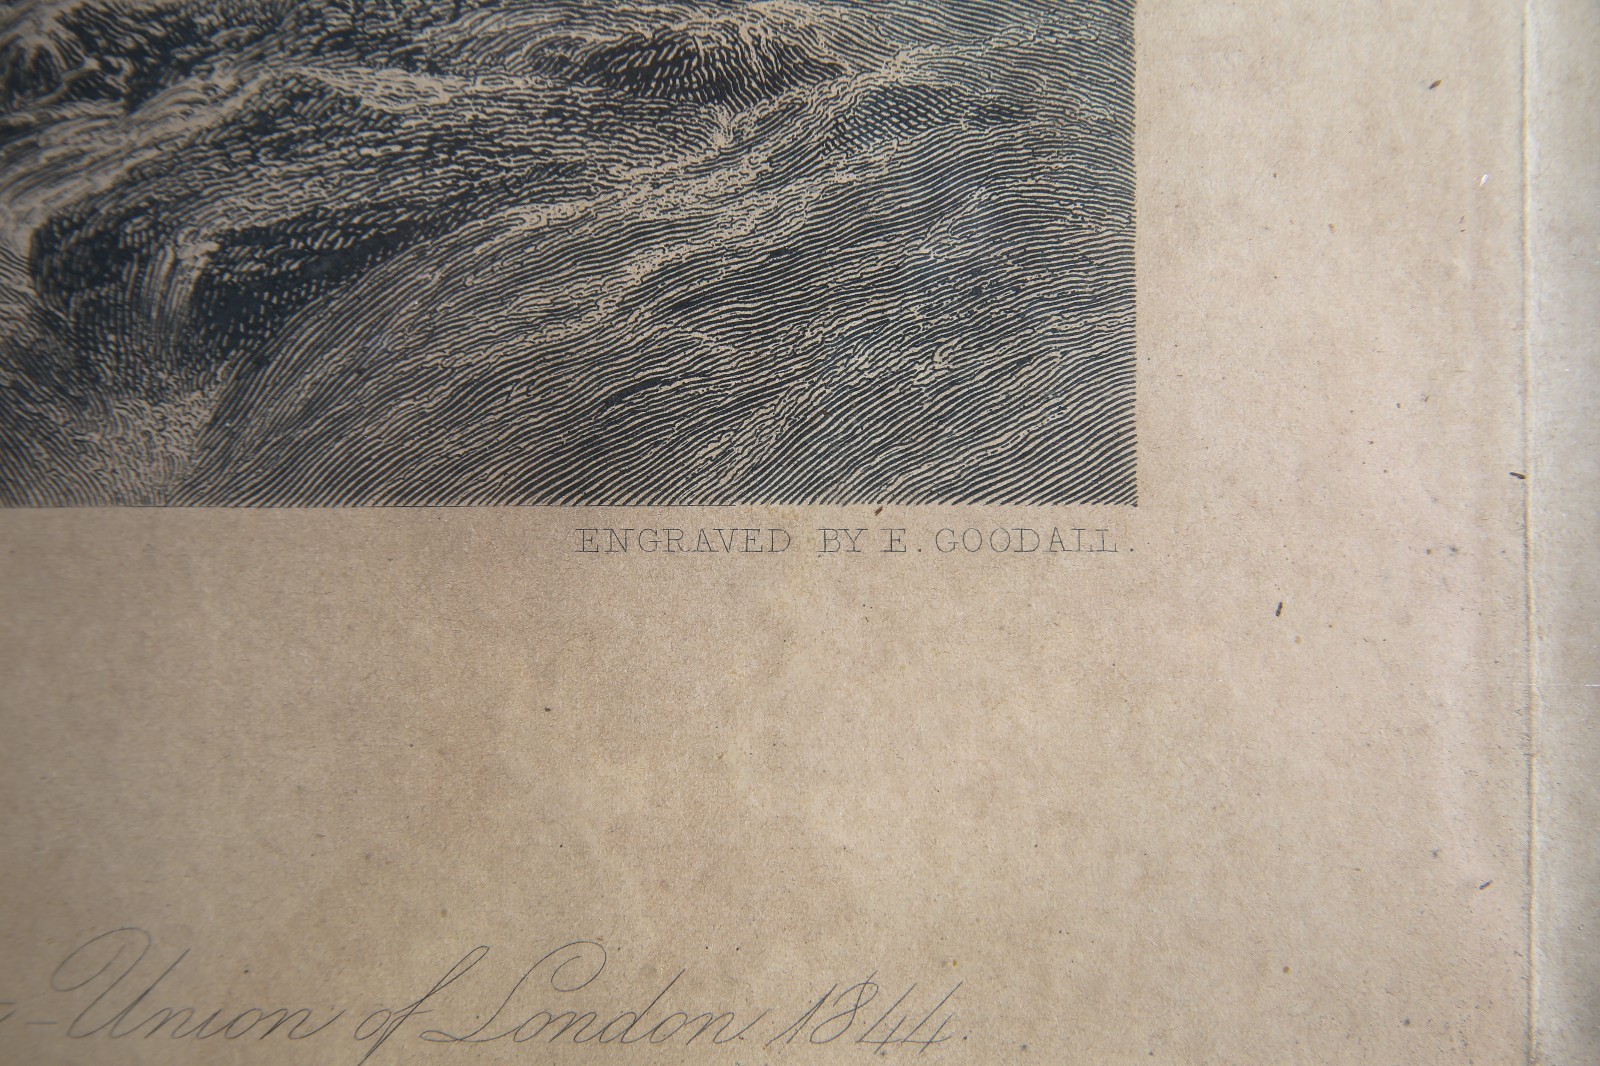 ENGRAVED BY E. GOODALL.
-Union of London 1844.